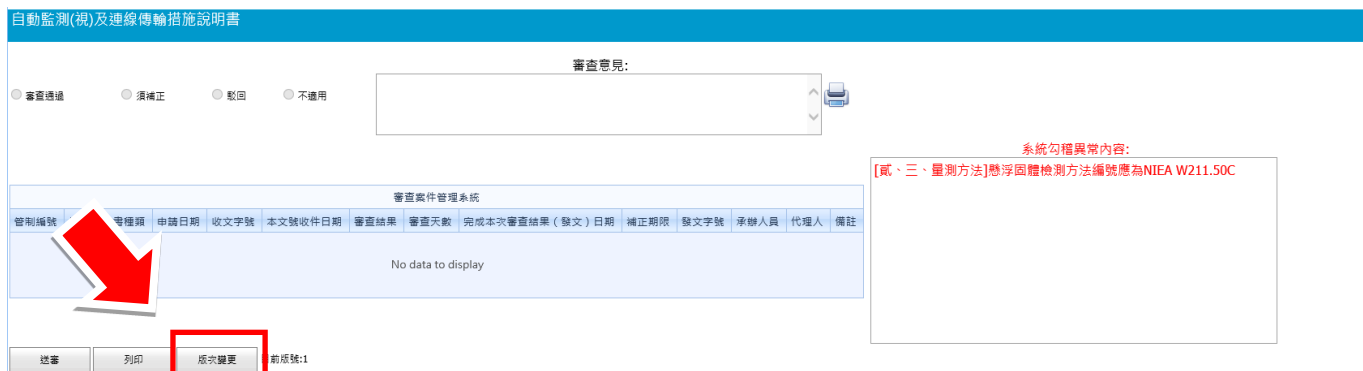 自動監測(視)及連線傳輸措施說明書
審查意見:
審查通過 須補正 駁回 不適用
系統勾稽異常內容:
[貳、三、量測方法]懸浮固體檢測方法編號應為NIEA W211.50C
審查案件管理系統
管制編號 書種類 申請日期 收文字號 本文號收件日期 審查結果 審查天數 完成本次審查結果(發文)日期 補正期限 發文字號 承辦人員 代理人 備註
No data to display
送審 列印 版次變更 前版號:1